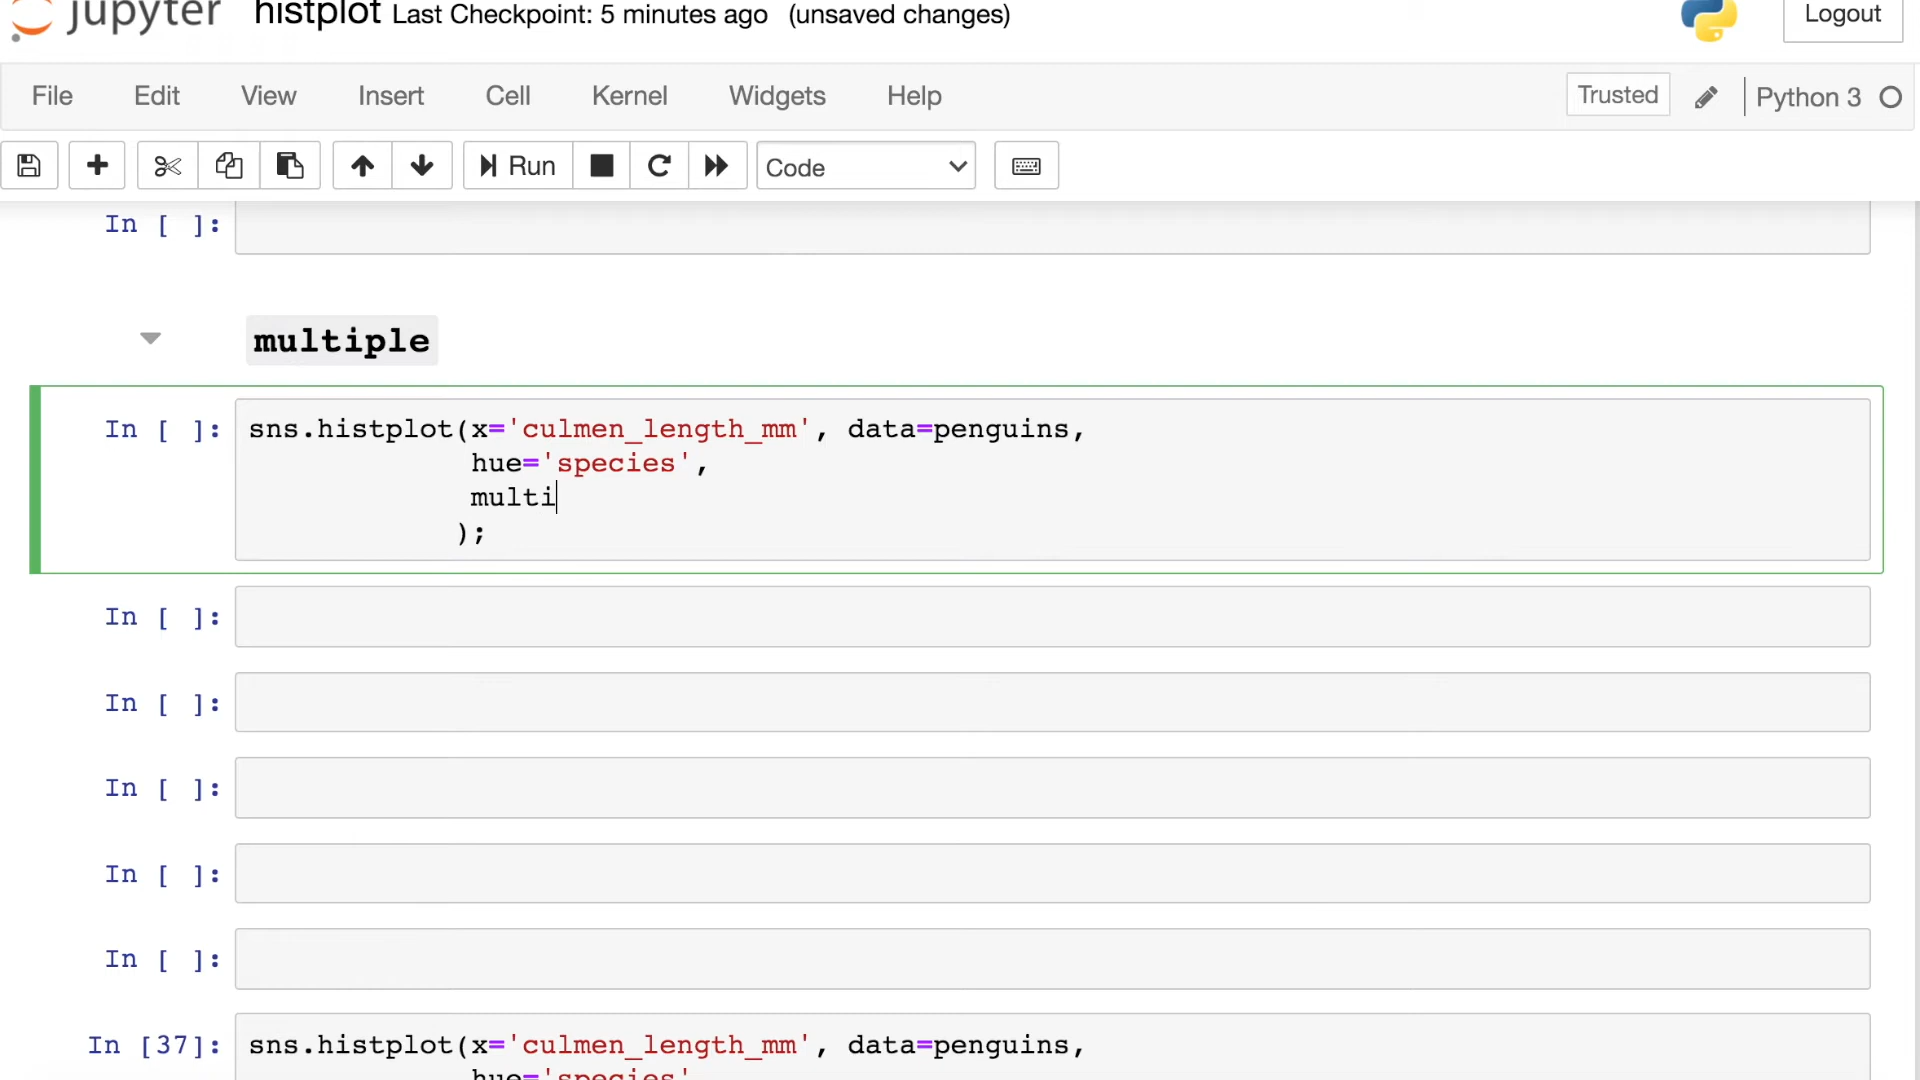 jupyter histplot Last Checkpoint: 5 minutes ago (unsaved changes) Logout
File Edit View Insert Cell Kernel Widgets Help Trusted Python 3
Run Code
In [ ]:
multiple
In [ ]: sns.histplot(x='culmen_length_mm', data=penguins,
hue='species',
multi
);
In [ ]:
In [ ]:
In [ ]:
In [ ]:
In [ ]:
In [37]: sns.histplot(x='culmen_length_mm', data=penguins,
hue='species'